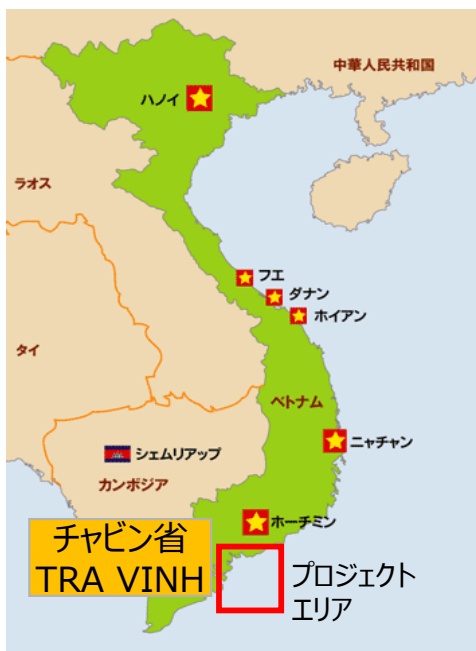 中華人民共和国
ハノイ
ラオス
フエ
ダナン
ホイアン
タイ
ベトナム
ニャチャン
シェムリアップ
カンボジア
ホーチミン
チャビン省
TRA VINH
プロジェクト
エリア